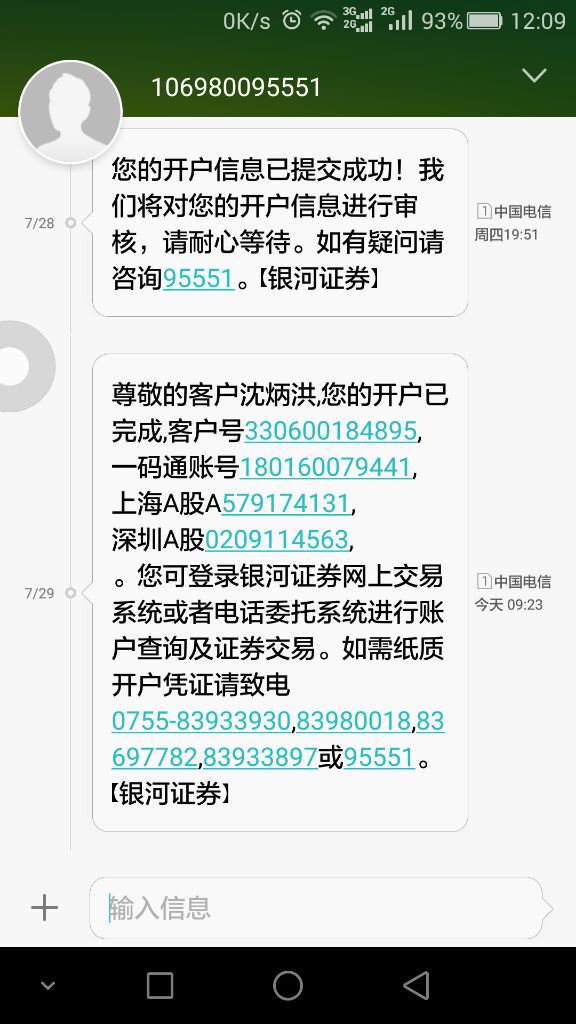 0K/s 3G 2G 2G 93% 12:09
106980095551
您的开户信息已提交成功！我
们将对您的开户信息进行审
核，请耐心等待。如有疑问请
咨询95551。【银河证券】
7/28
1 中国电信
周四19:51
尊敬的客户沈炳洪,您的开户已
完成,客户号330600184895,
一码通账号180160079441,
上海A股A579174131,
深圳A股0209114563,
。您可登录银河证券网上交易
系统或者电话委托系统进行账
户查询及证券交易。如需纸质
开户凭证请致电
0755-83933930,83980018,83
697782,83933897或95551。
【银河证券】
7/29
1 中国电信
今天 09:23
输入信息